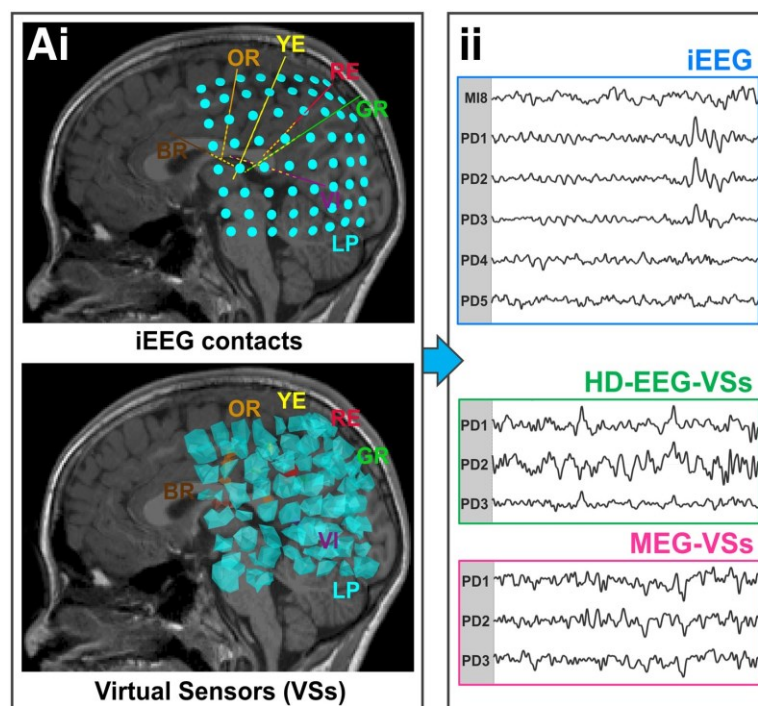 Ai
OR
YE
RE
GR
BR
VI
LP
iEEG contacts
OR
YE
RE
GR
BR
VI
LP
Virtual Sensors (VSs)
ii
iEEG
MI8
PD1
PD2
PD3
PD4
PD5
HD-EEG-VSs
PD1
PD2
PD3
MEG-VSs
PD1
PD2
PD3